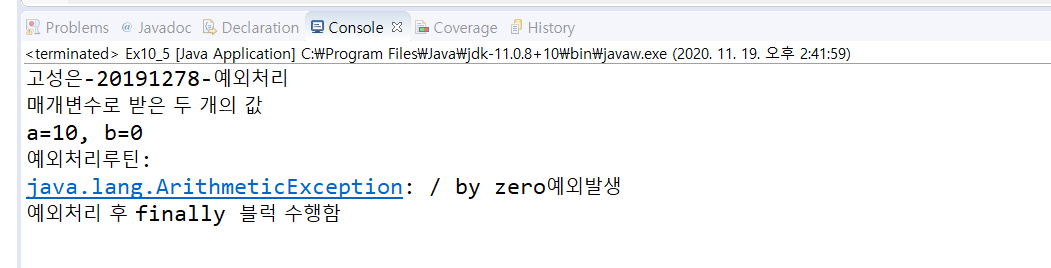 Problems @ Javadoc Declaration Console Coverage History
<terminated> Ex10_5 [Java Application] C:₩Program Files₩Java₩jdk-11.0.8+10₩bin₩javaw.exe (2020. 11. 19. 오후 2:41:59)
고성은-20191278-예외처리
매개변수로 받은 두 개의 값
a=10, b=0
예외처리루틴:
java.lang.ArithmeticException: / by zero예외발생
예외처리 후 finally 블럭 수행함